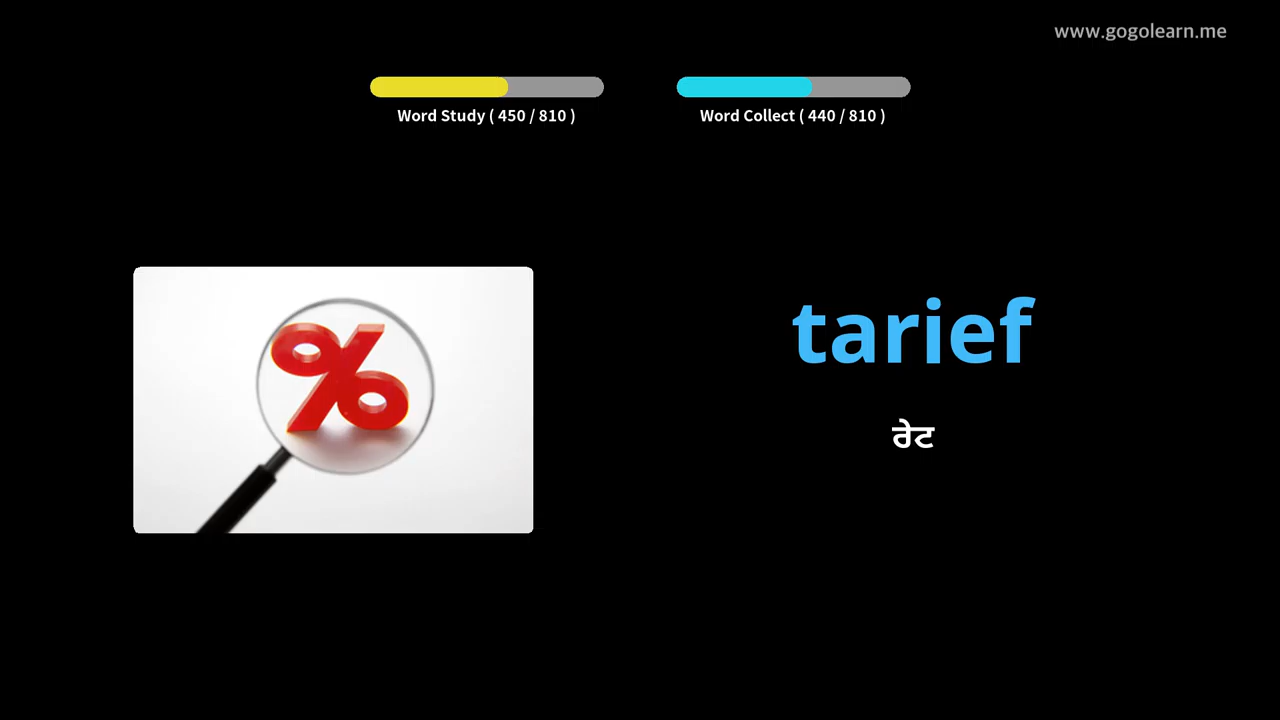 www.gogolearn.me
Word Study ( 450 / 810 )
Word Collect ( 440 / 810 )
%
tarief
ਰੇਟ